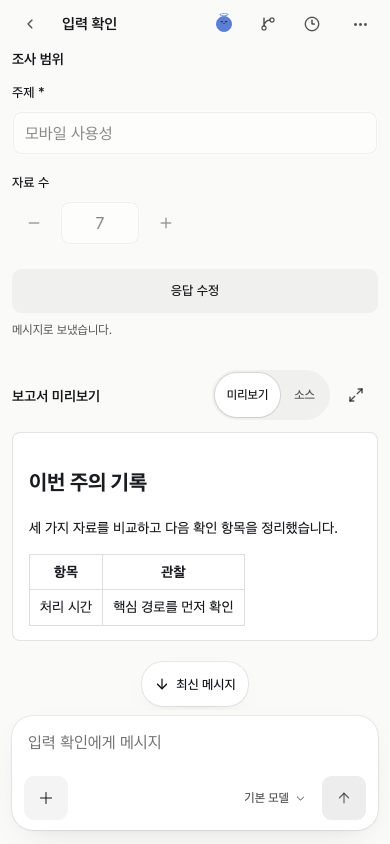 입력 확인
조사 범위
주제 *
모바일 사용성
자료 수
7
응답 수정
메시지로 보냈습니다.
보고서 미리보기
미리보기 소스
이번 주의 기록
세 가지 자료를 비교하고 다음 확인 항목을 정리했습니다.
항목 관찰
처리 시간 핵심 경로를 먼저 확인
최신 메시지
입력 확인에게 메시지
기본 모델